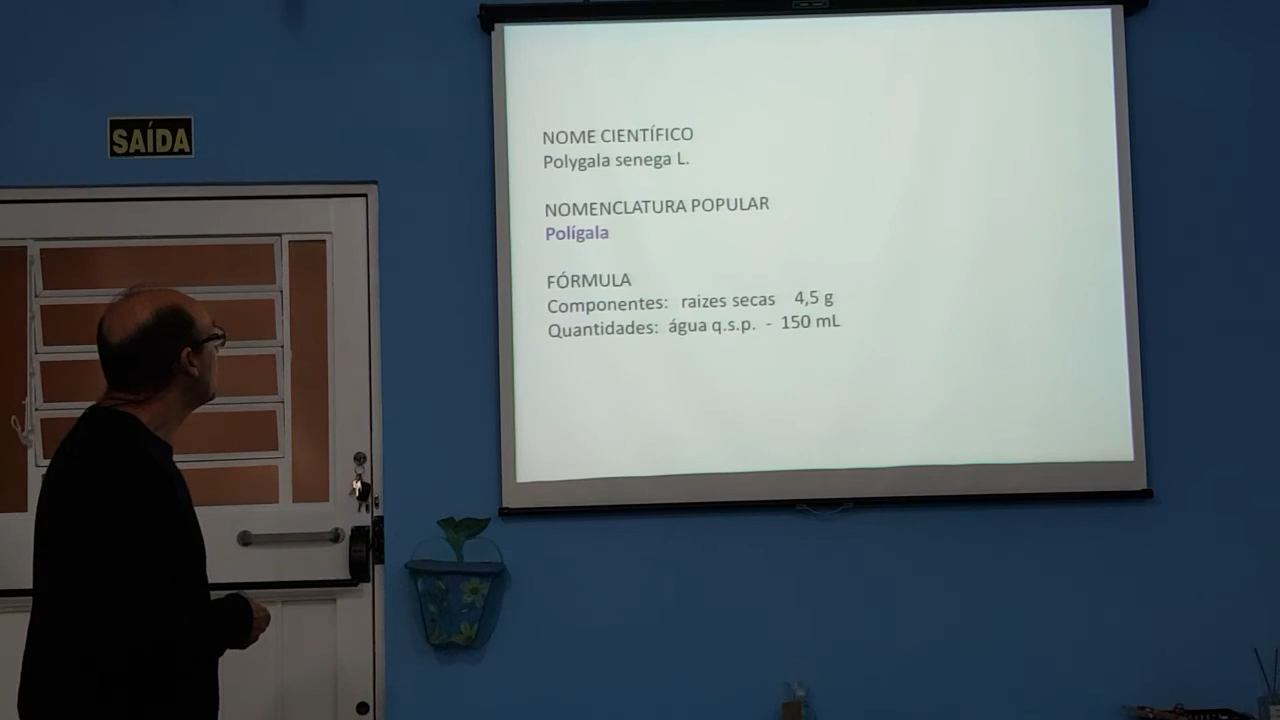 SAÍDA
NOME CIENTÍFICO
Polygala senega L.
NOMENCLATURA POPULAR
Polígala
FÓRMULA
Componentes: raizes secas 4,5 g
Quantidades: água q.s.p. - 150 mL